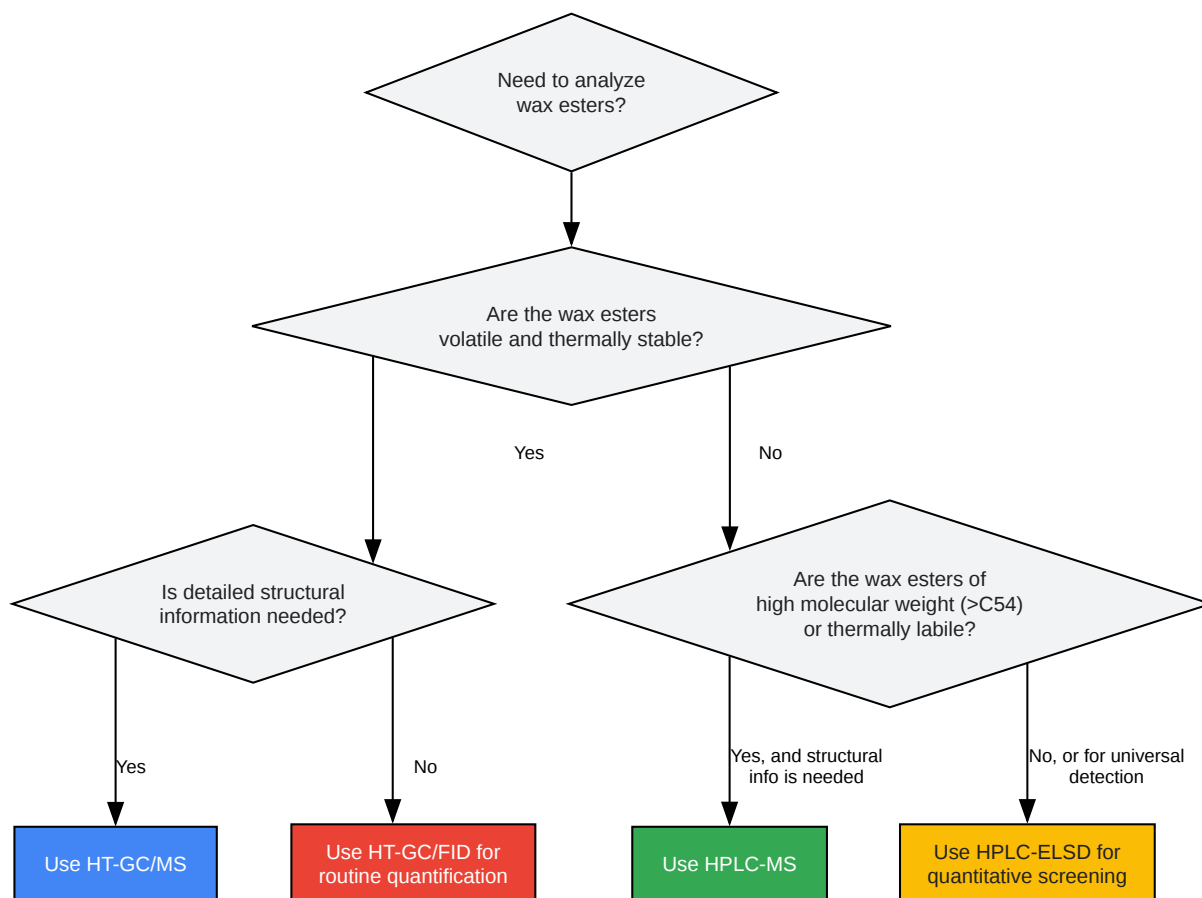 Need to analyze
wax esters?
Are the wax esters
volatile and thermally stable?
Yes
No
Is detailed structural
information needed?
Are the wax esters of
high molecular weight (>C54)
or thermally labile?
Yes
No
Yes, and structural
info is needed
No, or for universal
detection
Use HT-GC/MS
Use HT-GC/FID for
routine quantification
Use HPLC-MS
Use HPLC-ELSD for
quantitative screening